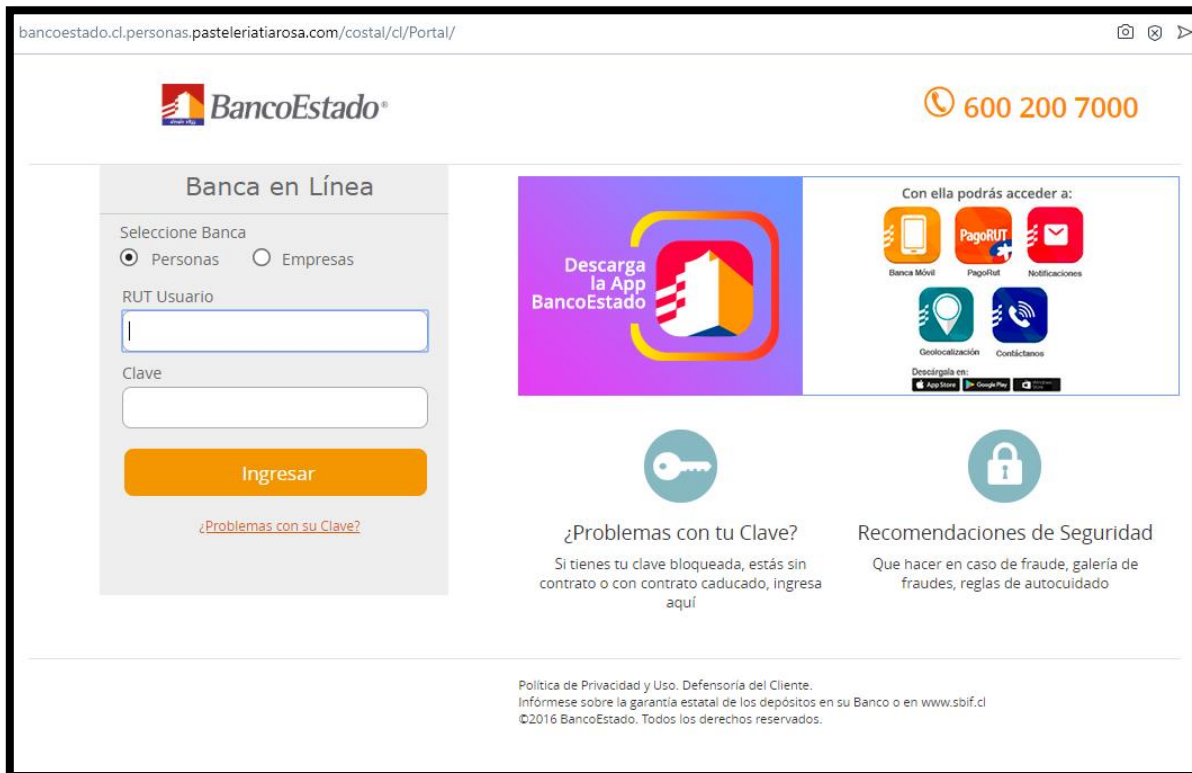 bancoestado.cl.personas.pasteleriatiarosa.com/costal/cl/Portal/
BancoEstado®
600 200 7000
Banca en Línea
Seleccione Banca
Personas
Empresas
RUT Usuario
Clave
Ingresar
¿Problemas con su Clave?
Descarga
la App
BancoEstado
Con ella podrás acceder a:
PagoRUT
Banca Móvil
PagoRut
Notificaciones
Geolocalización
Contáctanos
Descárgala en:
App Store
Google Play
¿Problemas con tu Clave?
Si tienes tu clave bloqueada, estás sin
contrato o con contrato caducado, ingresa
aquí
Recomendaciones de Seguridad
Que hacer en caso de fraude, galería de
fraudes, reglas de autocuidado
Política de Privacidad y Uso. Defensoría del Cliente.
Infórmese sobre la garantía estatal de los depósitos en su Banco o en www.sbif.cl
©2016 BancoEstado. Todos los derechos reservados.